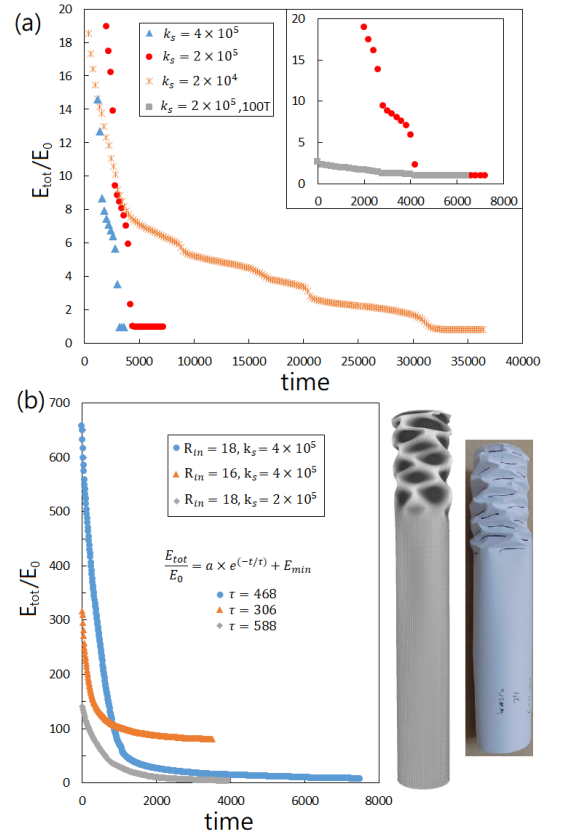 (a)
20
18
16
14
12
10
8
6
4
2
0
E_tot/E_0
k_s = 4 × 10^5
k_s = 2 × 10^5
k_s = 2 × 10^4
k_s = 2 × 10^5, 100T
20
15
10
5
0
0 2000 4000 6000 8000
0 5000 10000 15000 20000 25000 30000 35000 40000
time
(b)
700
600
500
400
300
200
100
0
E_tot/E_0
R_in = 18, k_s = 4 × 10^5
R_in = 16, k_s = 4 × 10^5
R_in = 18, k_s = 2 × 10^5
E_tot/E_0 = a × e^(−t/τ) + E_min
τ = 468
τ = 306
τ = 588
0 2000 4000 6000 8000
time